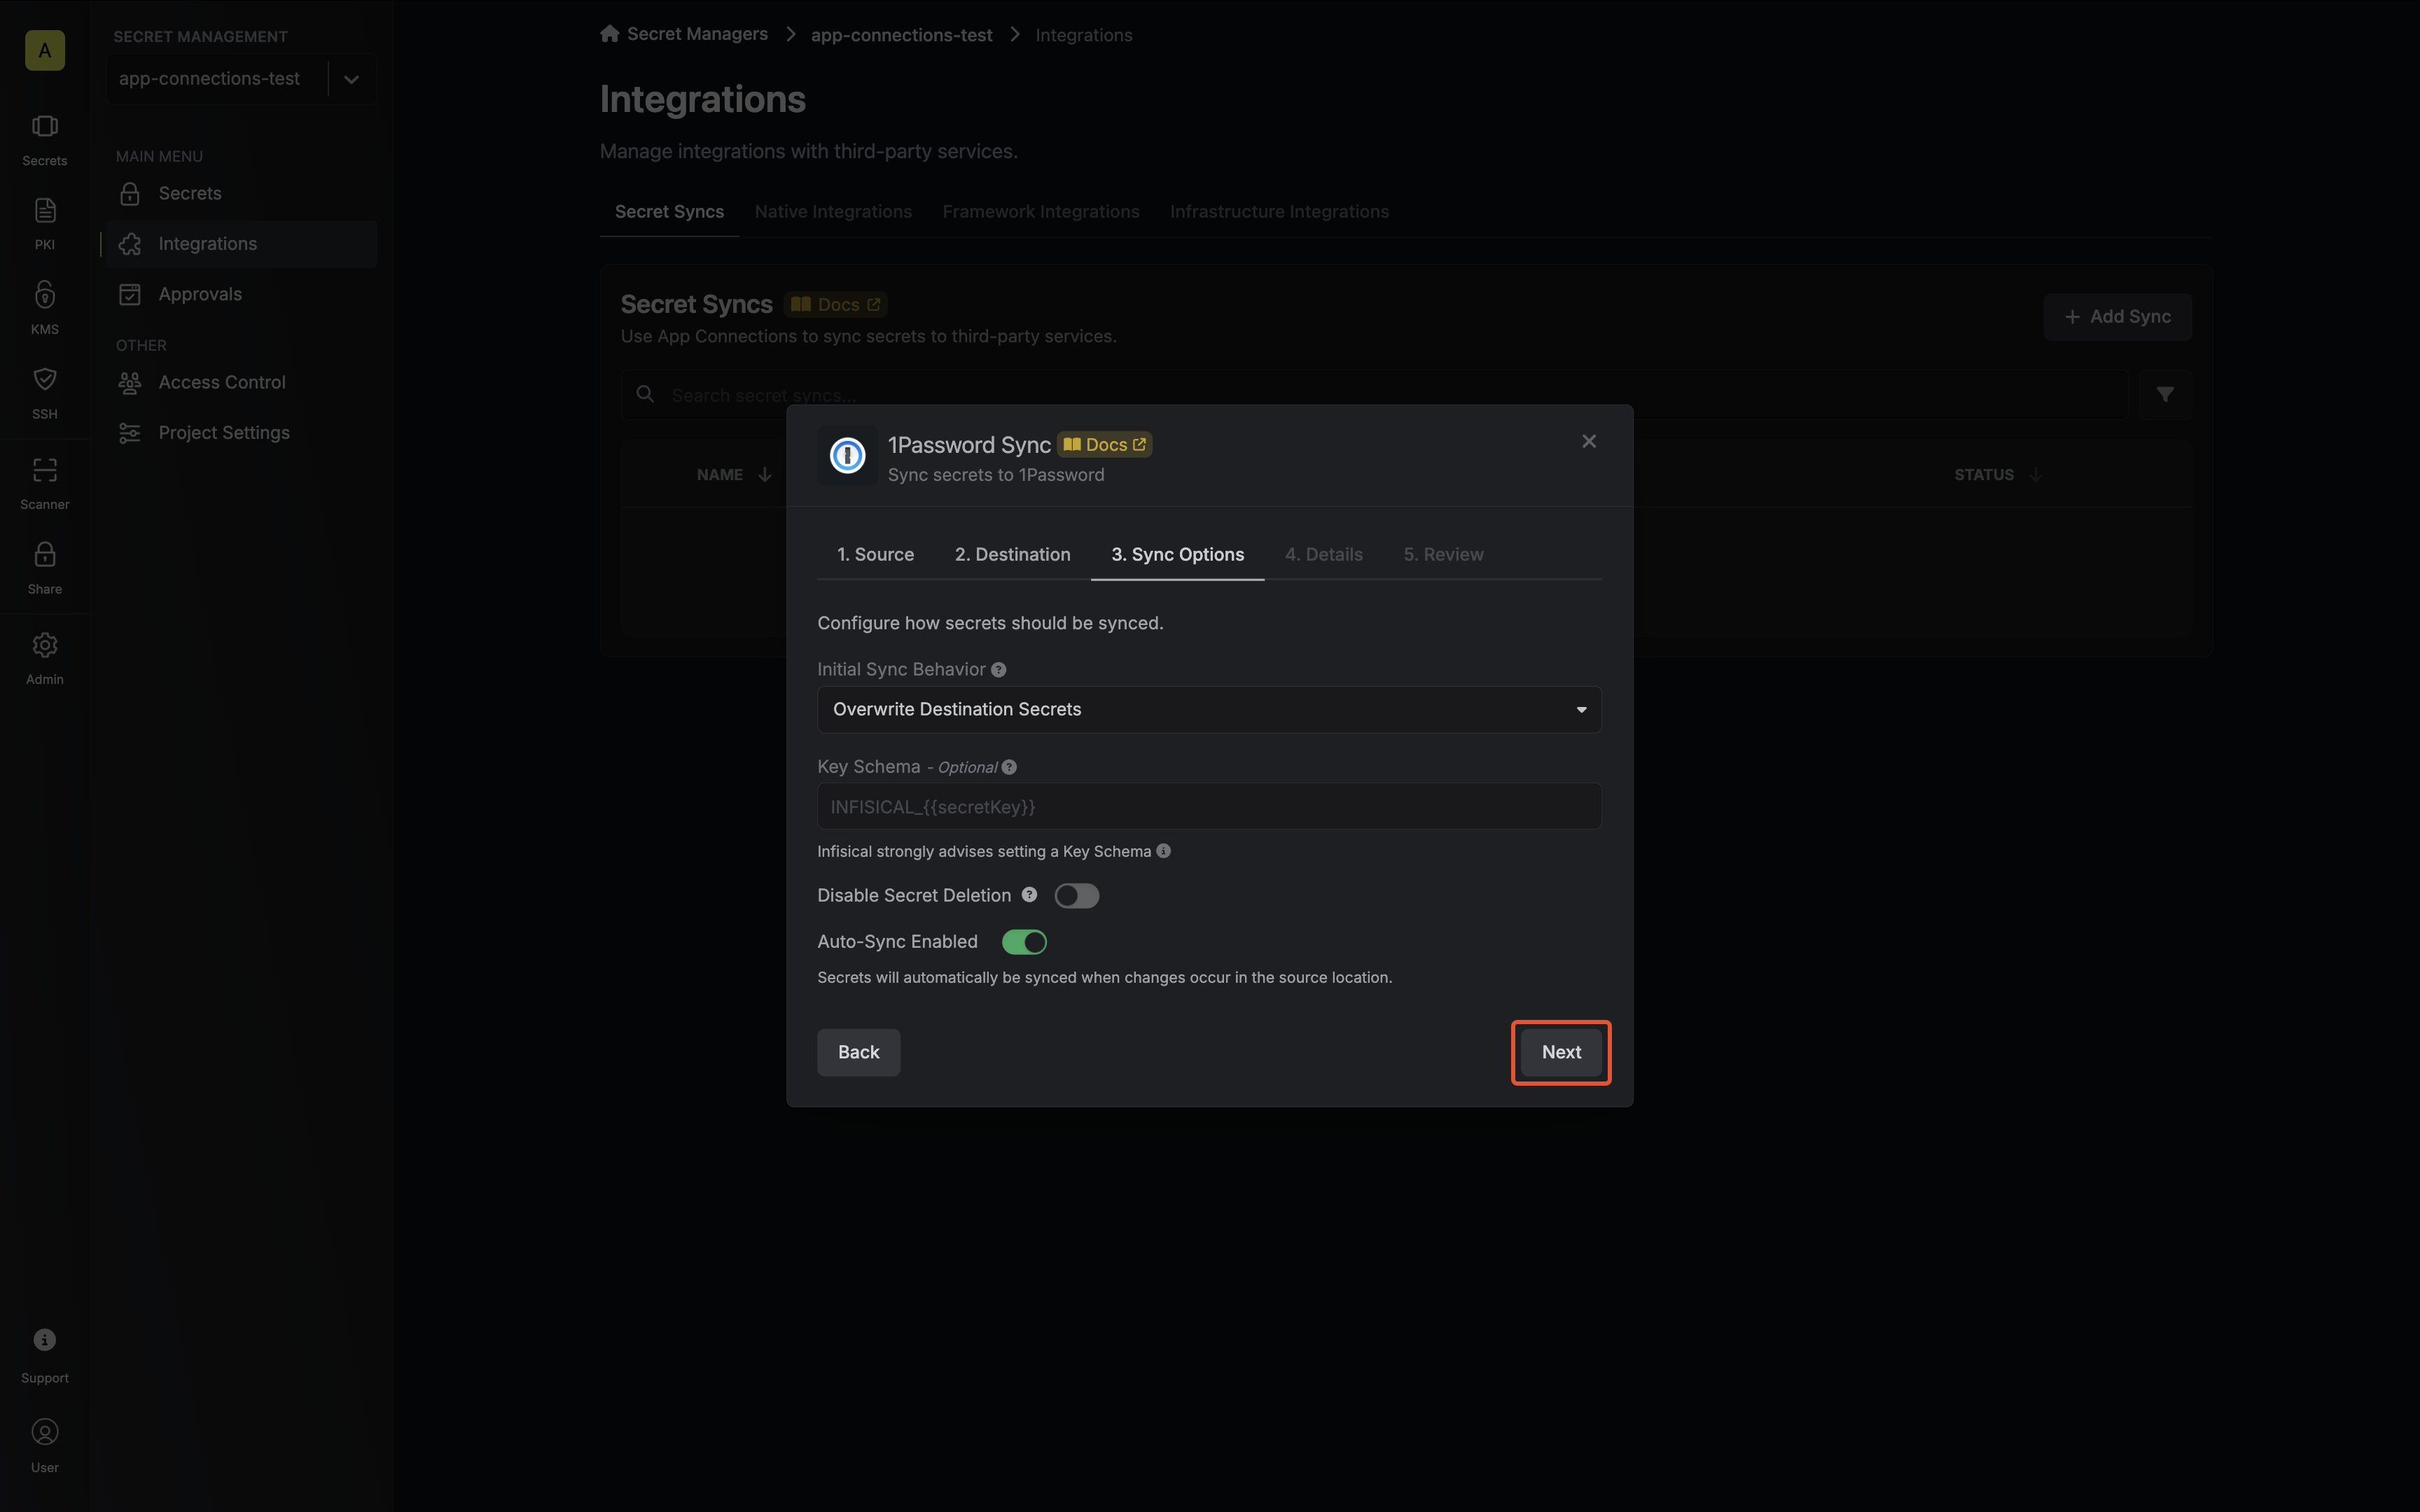 A
Secrets
PKI
KMS
SSH
Scanner
Share
Admin
Support
User
SECRET MANAGEMENT
app-connections-test
MAIN MENU
Secrets
Integrations
Approvals
OTHER
Access Control
Project Settings
Secret Managers
app-connections-test
Integrations
Integrations
Manage integrations with third-party services.
Secret Syncs
Native Integrations
Framework Integrations
Infrastructure Integrations
Secret Syncs
Docs
Use App Connections to sync secrets to third-party services.
+ Add Sync
Search secret syncs...
NAME
STATUS
1Password Sync
Docs
Sync secrets to 1Password
1. Source
2. Destination
3. Sync Options
4. Details
5. Review
Configure how secrets should be synced.
Initial Sync Behavior
Overwrite Destination Secrets
Key Schema - Optional
INFISICAL_{{secretKey}}
Infisical strongly advises setting a Key Schema
Disable Secret Deletion
Auto-Sync Enabled
Secrets will automatically be synced when changes occur in the source location.
Back
Next